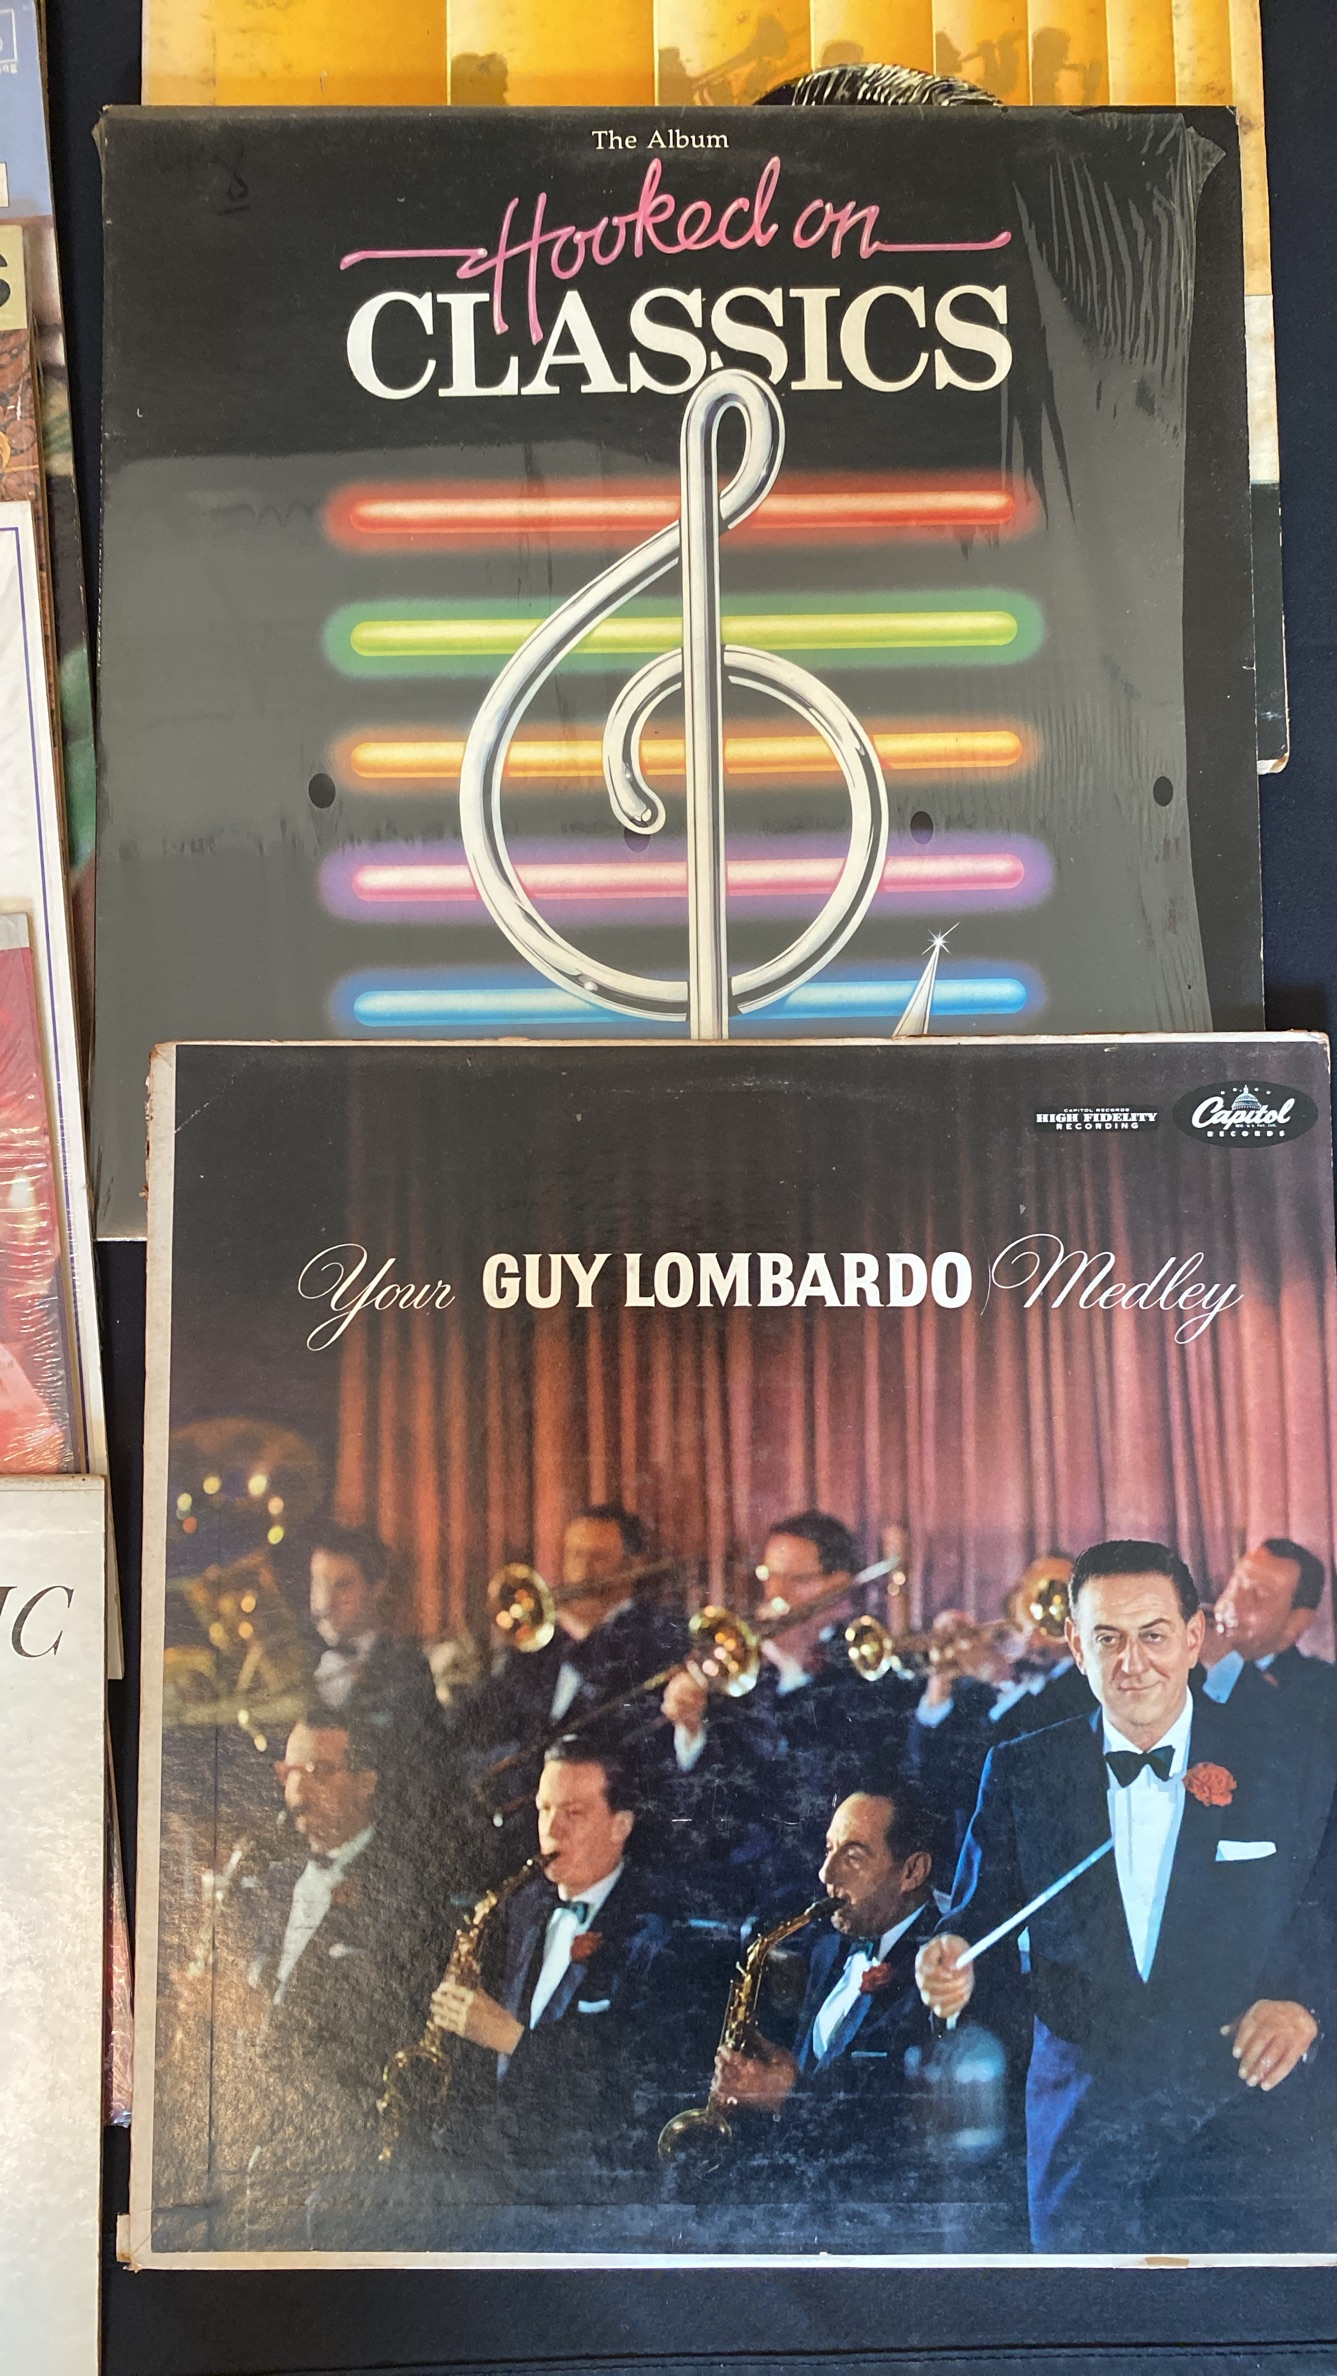 The Album
Hooked on
CLASSICS
S
CAPITOL RECORDS
HIGH FIDELITY
RECORDING
Capitol
RECORDS
Your GUY LOMBARDO Medley
IC